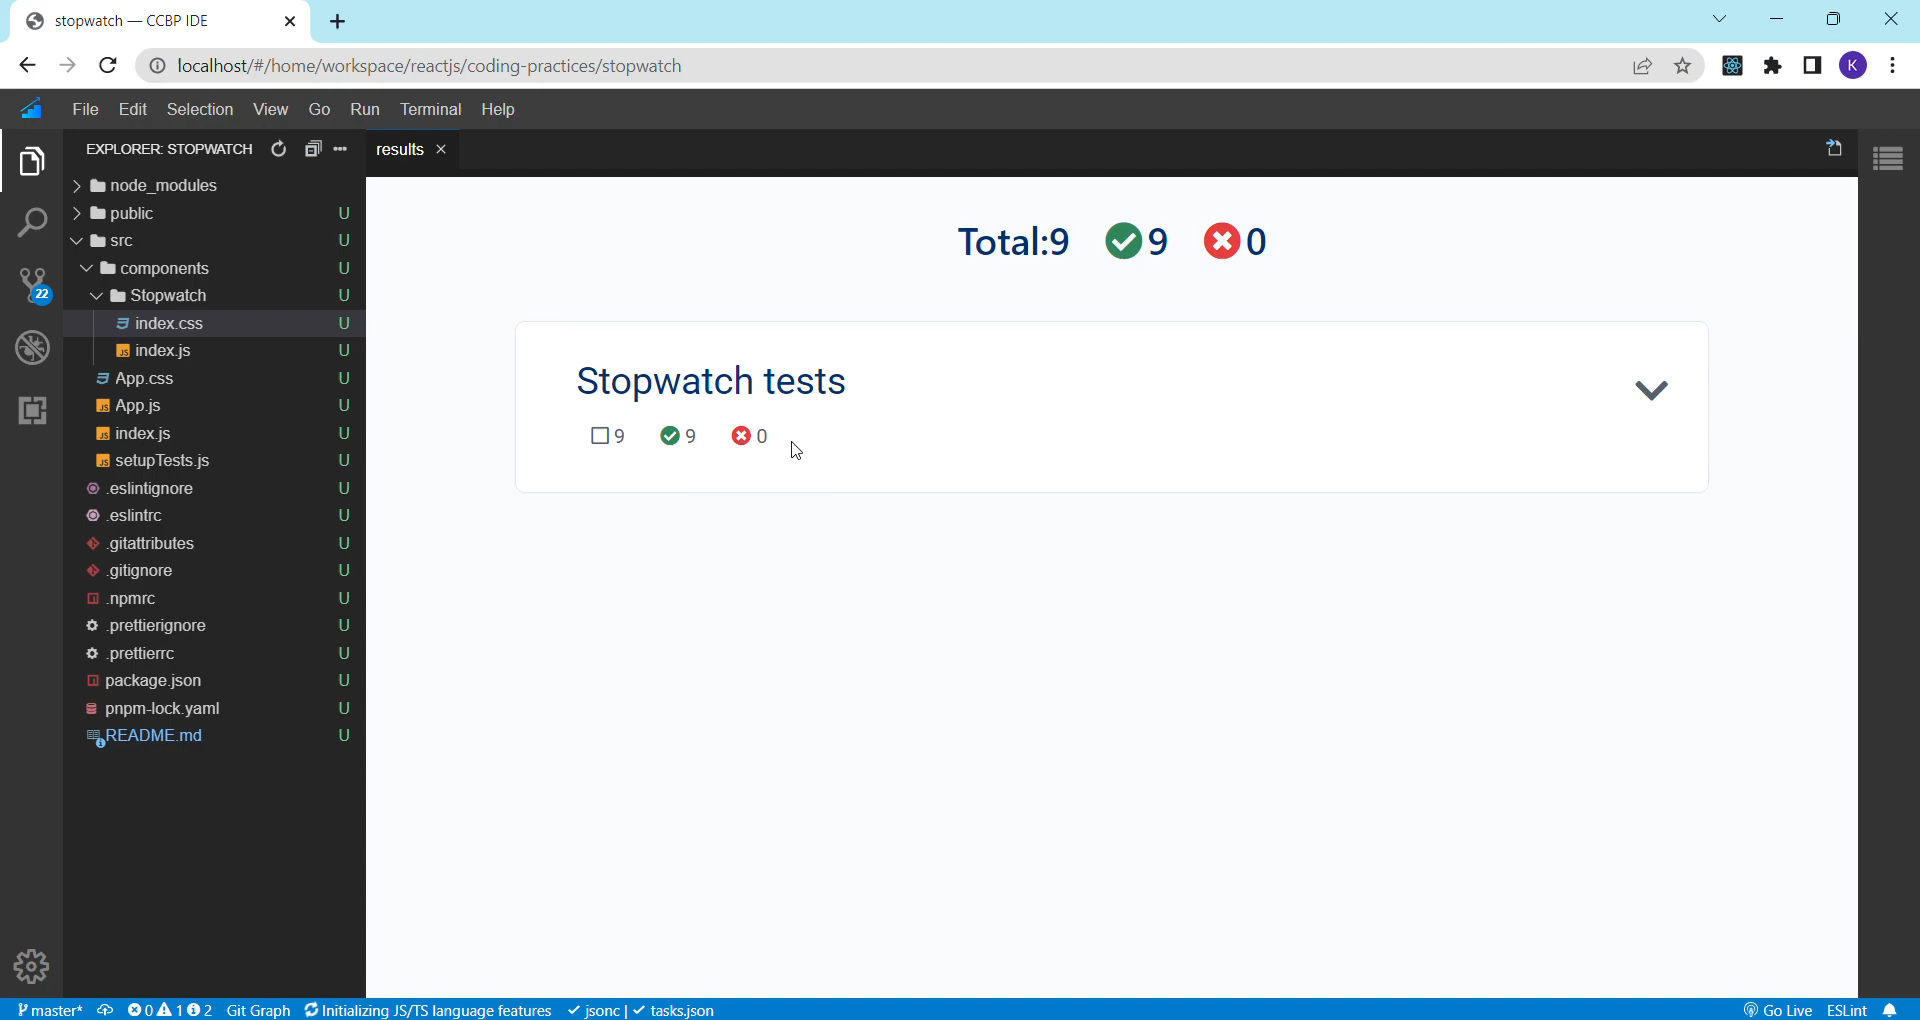 stopwatch — CCBP IDE
localhost/#/home/workspace/reactjs/coding-practices/stopwatch
K
File Edit Selection View Go Run Terminal Help
EXPLORER: STOPWATCH
results
node_modules
public U
src U
components U
Stopwatch U
index.css U
index.js U
App.css U
App.js U
index.js U
setupTests.js U
.eslintignore U
.eslintrc U
.gitattributes U
.gitignore U
.npmrc U
.prettierignore U
.prettierrc U
package.json U
pnpm-lock.yaml U
README.md U
22
Total:9 9 0
Stopwatch tests
9 9 0
master* 0 1 2 Git Graph Initializing JS/TS language features jsonc | tasks.json Go Live ESLint